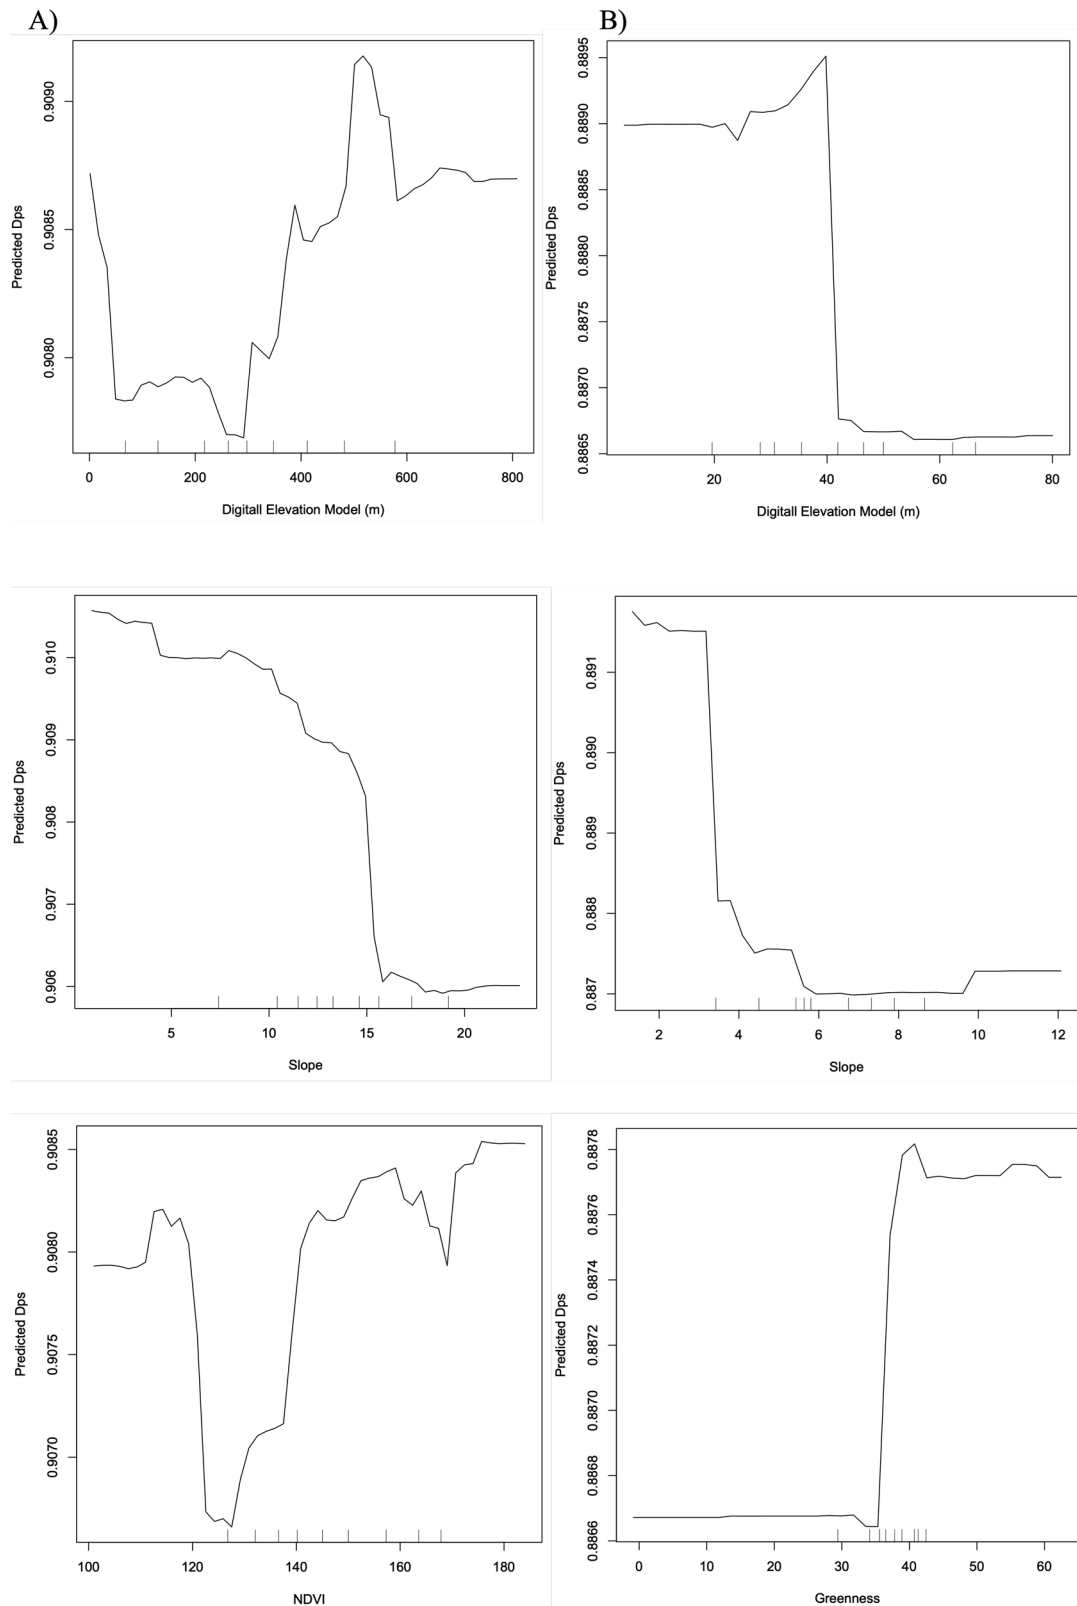 A)
B)
0.9090
0.9085
0.9080
Predicted Dps
0 200 400 600 800
Digitall Elevation Model (m)
0.8895
0.8890
0.8885
0.8880
0.8875
0.8870
0.8865
Predicted Dps
20 40 60 80
Digitall Elevation Model (m)
0.910
0.909
0.908
0.907
0.906
Predicted Dps
5 10 15 20
Slope
0.891
0.890
0.889
0.888
0.887
Predicted Dps
2 4 6 8 10 12
Slope
0.9085
0.9080
0.9075
0.9070
Predicted Dps
100 120 140 160 180
NDVI
0.8878
0.8876
0.8874
0.8872
0.8870
0.8868
0.8866
Predicted Dps
0 10 20 30 40 50 60
Greenness